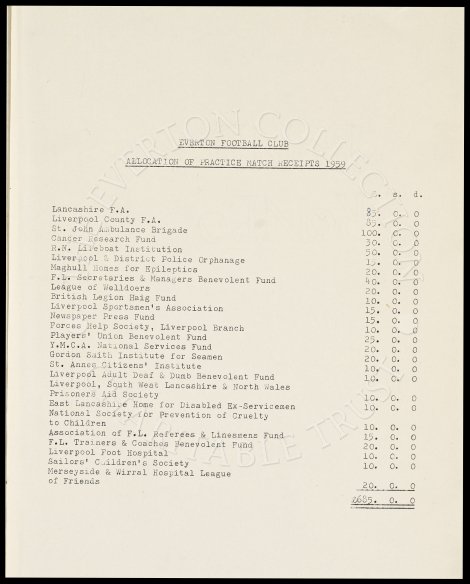 EVERTON FOOTBALL CLUB
ALLOCATION OF PRACTICE MATCH RECEIPTS 1959
£. s. d.
Lancashire F.A. 85. 0. 0
Liverpool County F.A. 85. 0. 0
St. John Ambulance Brigade 100. 0. 0
Cancer Research Fund 30. 0. 0
R.N. Lifeboat Institution 50. 0. 0
Liverpool & District Police Orphanage 15. 0. 0
Maghull Homes for Epileptics 20. 0. 0
F.L. Secretaries & Managers Benevolent Fund 40. 0. 0
League of Welldoers 20. 0. 0
British Legion Haig Fund 10. 0. 0
Liverpool Sportsmen's Association 15. 0. 0
Newspaper Press Fund 15. 0. 0
Forces Help Society, Liverpool Branch 10. 0. 0
Players' Union Benevolent Fund 25. 0. 0
Y.M.C.A. National Services Fund 20. 0. 0
Gordon Smith Institute for Seamen 20. 0. 0
St. Annes Citizens' Institute 10. 0. 0
Liverpool Adult Deaf & Dumb Benevolent Fund 10. 0. 0
Liverpool, South West Lancashire & North Wales
Prisoners Aid Society 10. 0. 0
East Lancashire Home for Disabled Ex-Servicemen 10. 0. 0
National Society for Prevention of Cruelty
to Children 10. 0. 0
Association of F.L. Referees & Linesmens Fund 15. 0. 0
F.L. Trainers & Coaches Benevolent Fund 20. 0. 0
Liverpool Foot Hospital 10. 0. 0
Sailors' Children's Society 10. 0. 0
Merseyside & Wirral Hospital League
of Friends 20. 0. 0
£685. 0. 0
EVERTON COLLECTION CHARITABLE TRUST